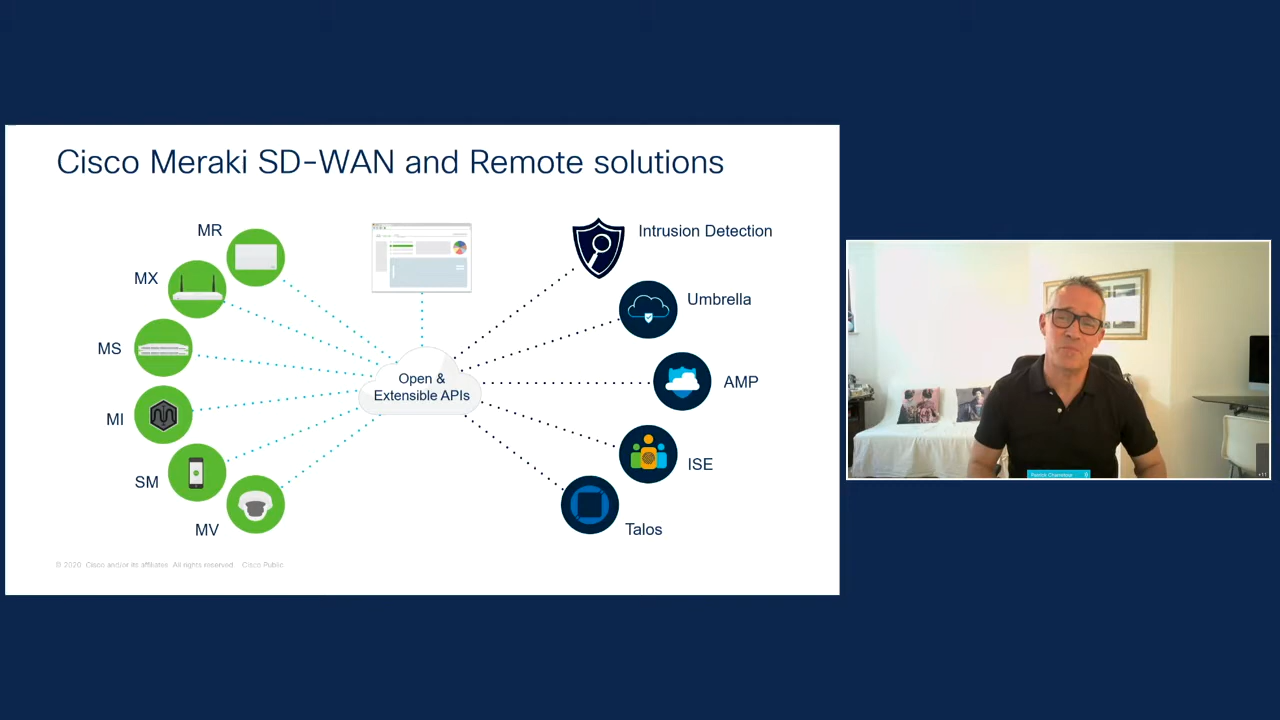 Cisco Meraki SD-WAN and Remote solutions
MR
MX
MS
MI
SM
MV
Open &
Extensible APIs
Intrusion Detection
Umbrella
AMP
ISE
Talos
© 2020 Cisco and/or its affiliates. All rights reserved. Cisco Public
+11